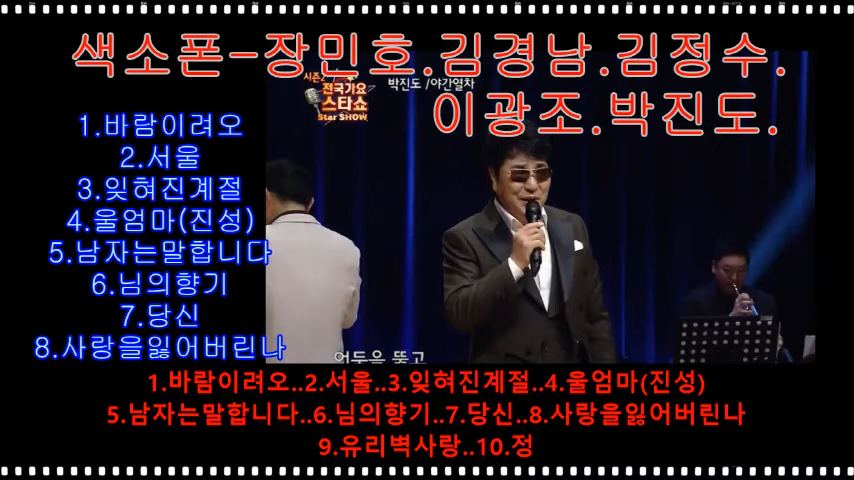 색소폰-장민호.김경남.김정수.
이광조.박진도.
시즌2
전국가요
스타쇼
Star SHOW
박진도 /야간열차
1.바람이려오
2.서울
3.잊혀진계절
4.울엄마(진성)
5.남자는말합니다
6.님의향기
7.당신
8.사랑을잃어버린나
어둠을 뚫고
1.바람이려오..2.서울..3.잊혀진계절..4.울엄마(진성)
5.남자는말합니다..6.님의향기..7.당신..8.사랑을잃어버린나
9.유리벽사랑..10.정